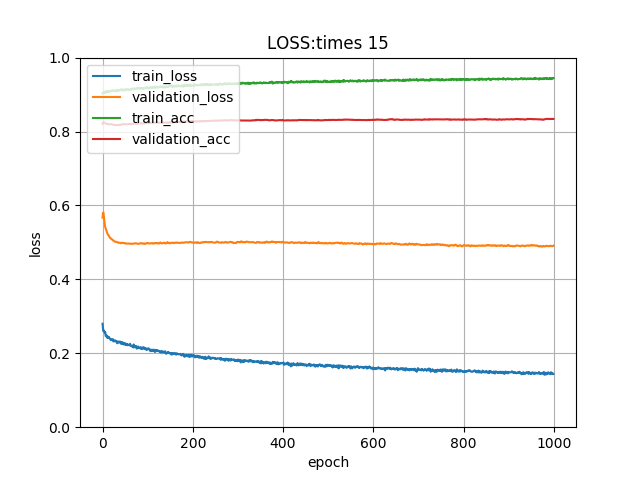 LOSS:times 15
1.0
0.8
0.6
0.4
0.2
0.0
loss
train_loss
validation_loss
train_acc
validation_acc
0 200 400 600 800 1000
epoch